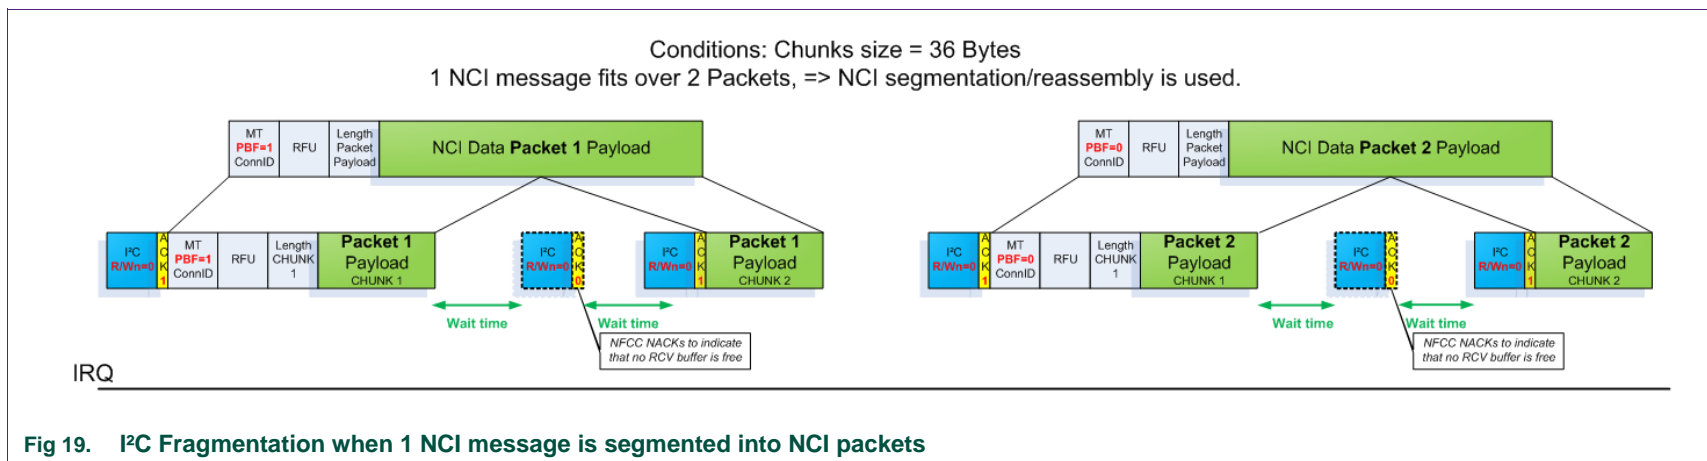 Conditions: Chunks size = 36 Bytes
1 NCI message fits over 2 Packets, => NCI segmentation/reassembly is used.
MT
PBF=1
ConnID
RFU
Length
Packet
Payload
NCI Data Packet 1 Payload
MT
PBF=0
ConnID
RFU
Length
Packet
Payload
NCI Data Packet 2 Payload
I²C
R/Wn=0
A
C
K
1
MT
PBF=1
ConnID
RFU
Length
CHUNK
1
Packet 1
Payload
CHUNK 1
I²C
R/Wn=0
A
C
K
0
I²C
R/Wn=0
A
C
K
1
Packet 1
Payload
CHUNK 2
I²C
R/Wn=0
A
C
K
1
MT
PBF=0
ConnID
RFU
Length
CHUNK
1
Packet 2
Payload
CHUNK 1
I²C
R/Wn=0
A
C
K
0
I²C
R/Wn=0
A
C
K
1
Packet 2
Payload
CHUNK 2
Wait time
Wait time
Wait time
Wait time
NFCC NACKs to indicate
that no RCV buffer is free
NFCC NACKs to indicate
that no RCV buffer is free
IRQ
Fig 19. I²C Fragmentation when 1 NCI message is segmented into NCI packets